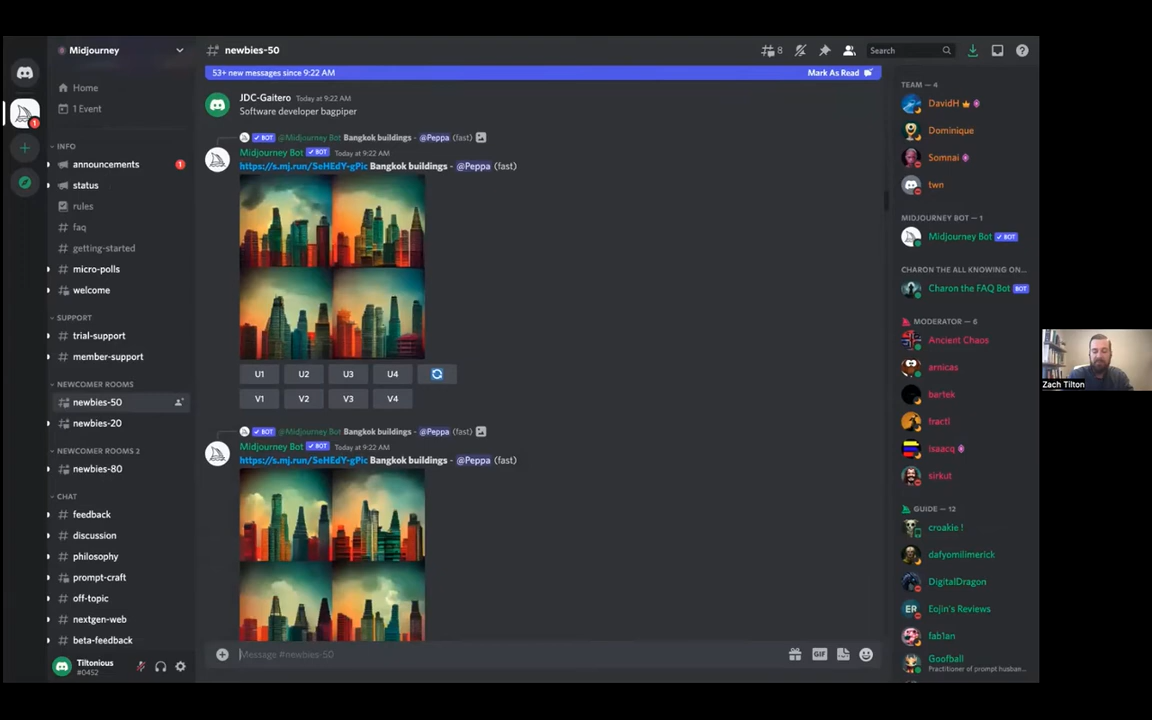 Midjourney
newbies-50
8
Search
53+ new messages since 9:22 AM
Mark As Read
Home
1 Event
INFO
announcements
1
status
rules
faq
getting-started
micro-polls
welcome
SUPPORT
trial-support
member-support
NEWCOMER ROOMS
newbies-50
newbies-20
NEWCOMER ROOMS 2
newbies-80
CHAT
feedback
discussion
philosophy
prompt-craft
off-topic
nextgen-web
beta-feedback
Tiltonious
#0452
1
JDC-Gaitero Today at 9:22 AM
Software developer bagpiper
BOT @Midjourney Bot Bangkok buildings - @Peppa (fast)
Midjourney Bot BOT Today at 9:22 AM
https://s.mj.run/5eHEdY-gPic Bangkok buildings - @Peppa (fast)
U1 U2 U3 U4
V1 V2 V3 V4
BOT @Midjourney Bot Bangkok buildings - @Peppa (fast)
Midjourney Bot BOT Today at 9:22 AM
https://s.mj.run/5eHEdY-gPic Bangkok buildings - @Peppa (fast)
Message #newbies-50
GIF
TEAM — 4
DavidH
Dominique
Somnai
twn
MIDJOURNEY BOT — 1
Midjourney Bot BOT
CHARON THE ALL KNOWING ON...
Charon the FAQ Bot BOT
MODERATOR — 6
Ancient Chaos
arnicas
bartek
fractl
isaacq
sirkut
GUIDE — 12
croakie !
dafyomilimerick
DigitalDragon
ER
Eojin's Reviews
fab1an
Goofball
Practitioner of prompt husban...
Zach Tilton